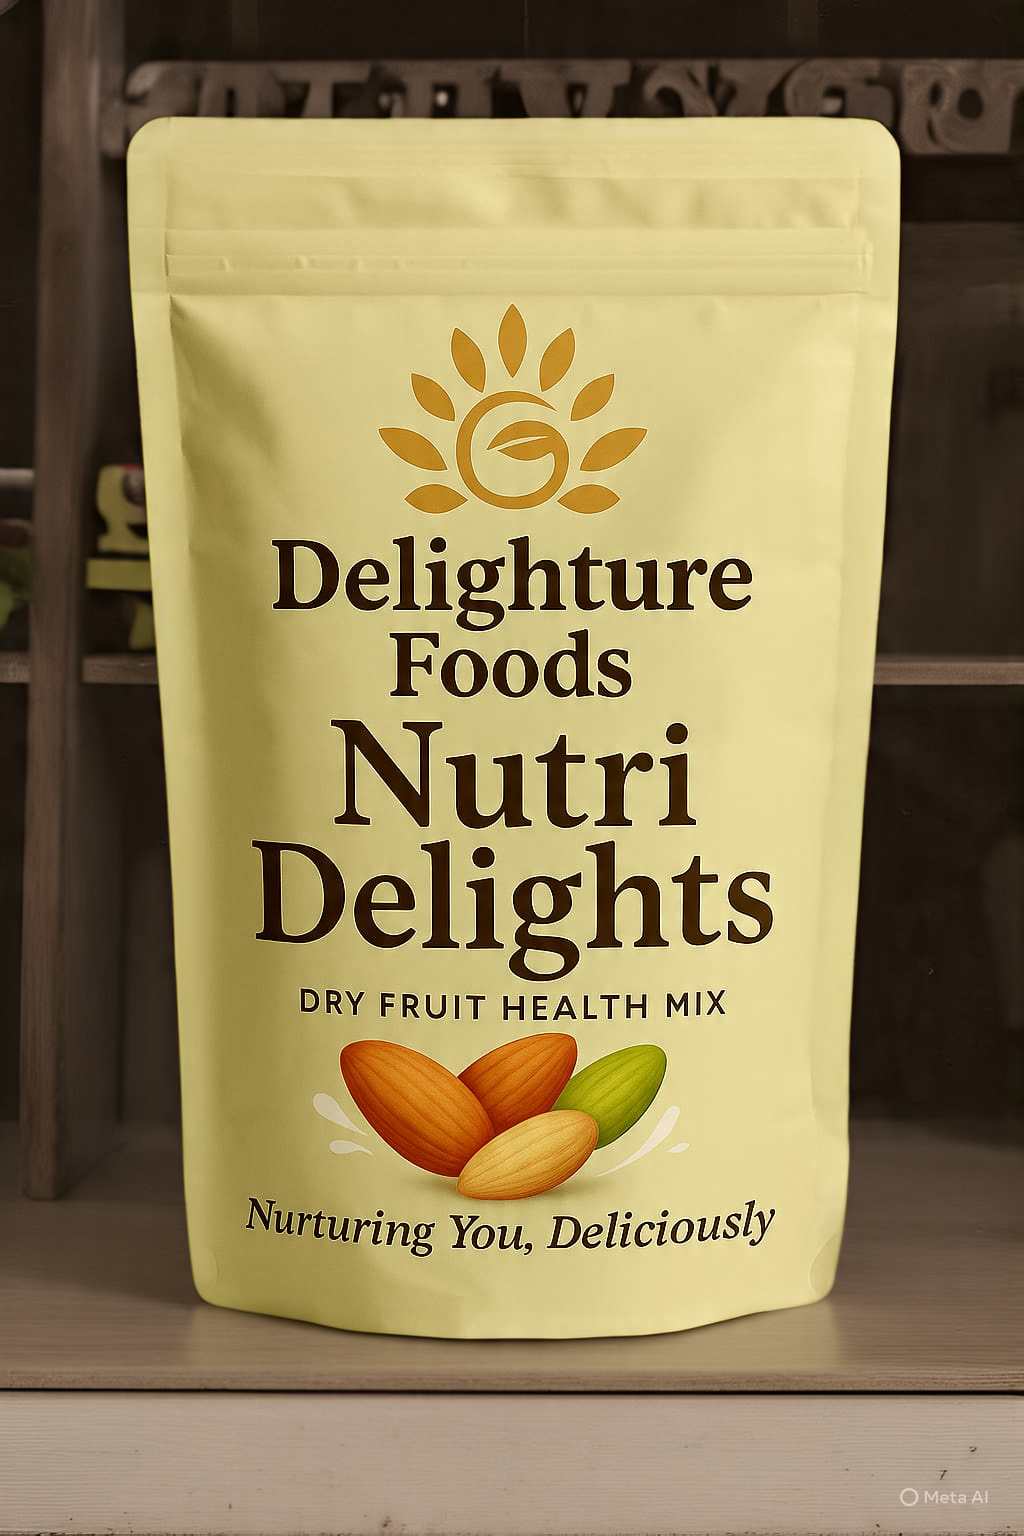 Delighture
Foods
Nutri
Delights
DRY FRUIT HEALTH MIX
Nurturing You, Deliciously
Meta AI